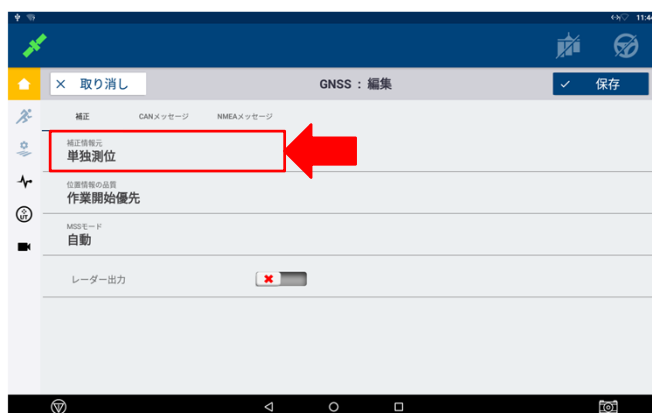 11:44
× 取り消し
GNSS : 編集
保存
補正
CANメッセージ
NMEAメッセージ
補正情報元
単独測位
位置情報の品質
作業開始優先
MSSモード
自動
レーダー出力
UT